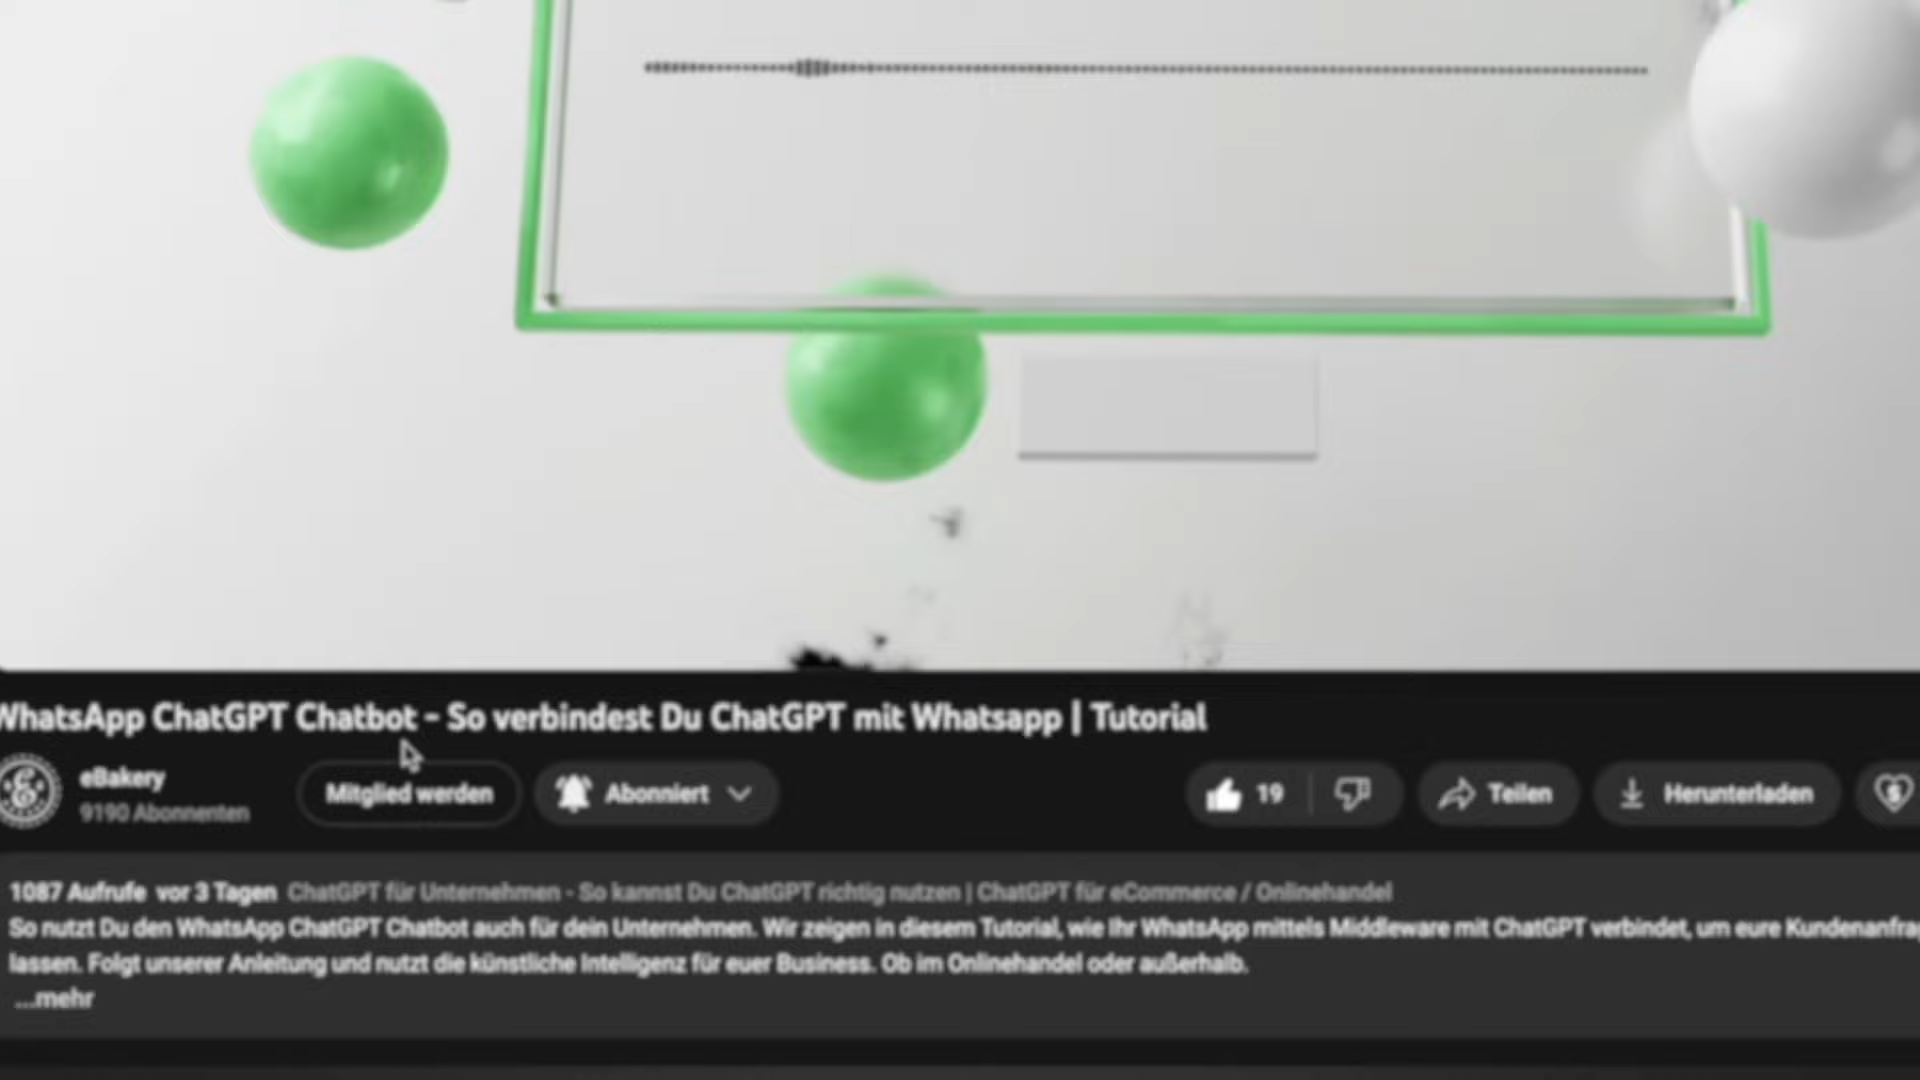 WhatsApp ChatGPT Chatbot - So verbindest Du ChatGPT mit Whatsapp | Tutorial
eBakery
9190 Abonnenten
Mitglied werden
Abonniert
19
Teilen
Herunterladen
1087 Aufrufe vor 3 Tagen ChatGPT für Unternehmen - So kannst Du ChatGPT richtig nutzen | ChatGPT für eCommerce / Onlinehandel
So nutzt Du den WhatsApp ChatGPT Chatbot auch für dein Unternehmen. Wir zeigen in diesem Tutorial, wie Ihr WhatsApp mittels Middleware mit ChatGPT verbindet, um eure Kundenanfrag
lassen. Folgt unserer Anleitung und nutzt die künstliche Intelligenz für euer Business. Ob im Onlinehandel oder außerhalb.
...mehr